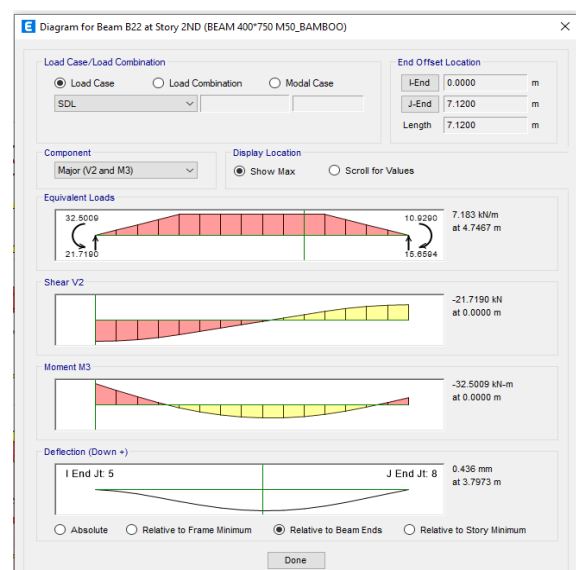 E Diagram for Beam B22 at Story 2ND (BEAM 400*750 M50_BAMBOO)
Load Case/Load Combination
Load Case Load Combination Modal Case
SDL
End Offset Location
I-End 0.0000 m
J-End 7.1200 m
Length 7.1200 m
Component
Major (V2 and M3)
Display Location
Show Max Scroll for Values
Equivalent Loads
32.5009 10.9290
21.7190 15.6594
7.183 kN/m
at 4.7467 m
Shear V2
-21.7190 kN
at 0.0000 m
Moment M3
-32.5009 kN-m
at 0.0000 m
Deflection (Down +)
I End Jt: 5 J End Jt: 8
0.436 mm
at 3.7973 m
Absolute Relative to Frame Minimum Relative to Beam Ends Relative to Story Minimum
Done